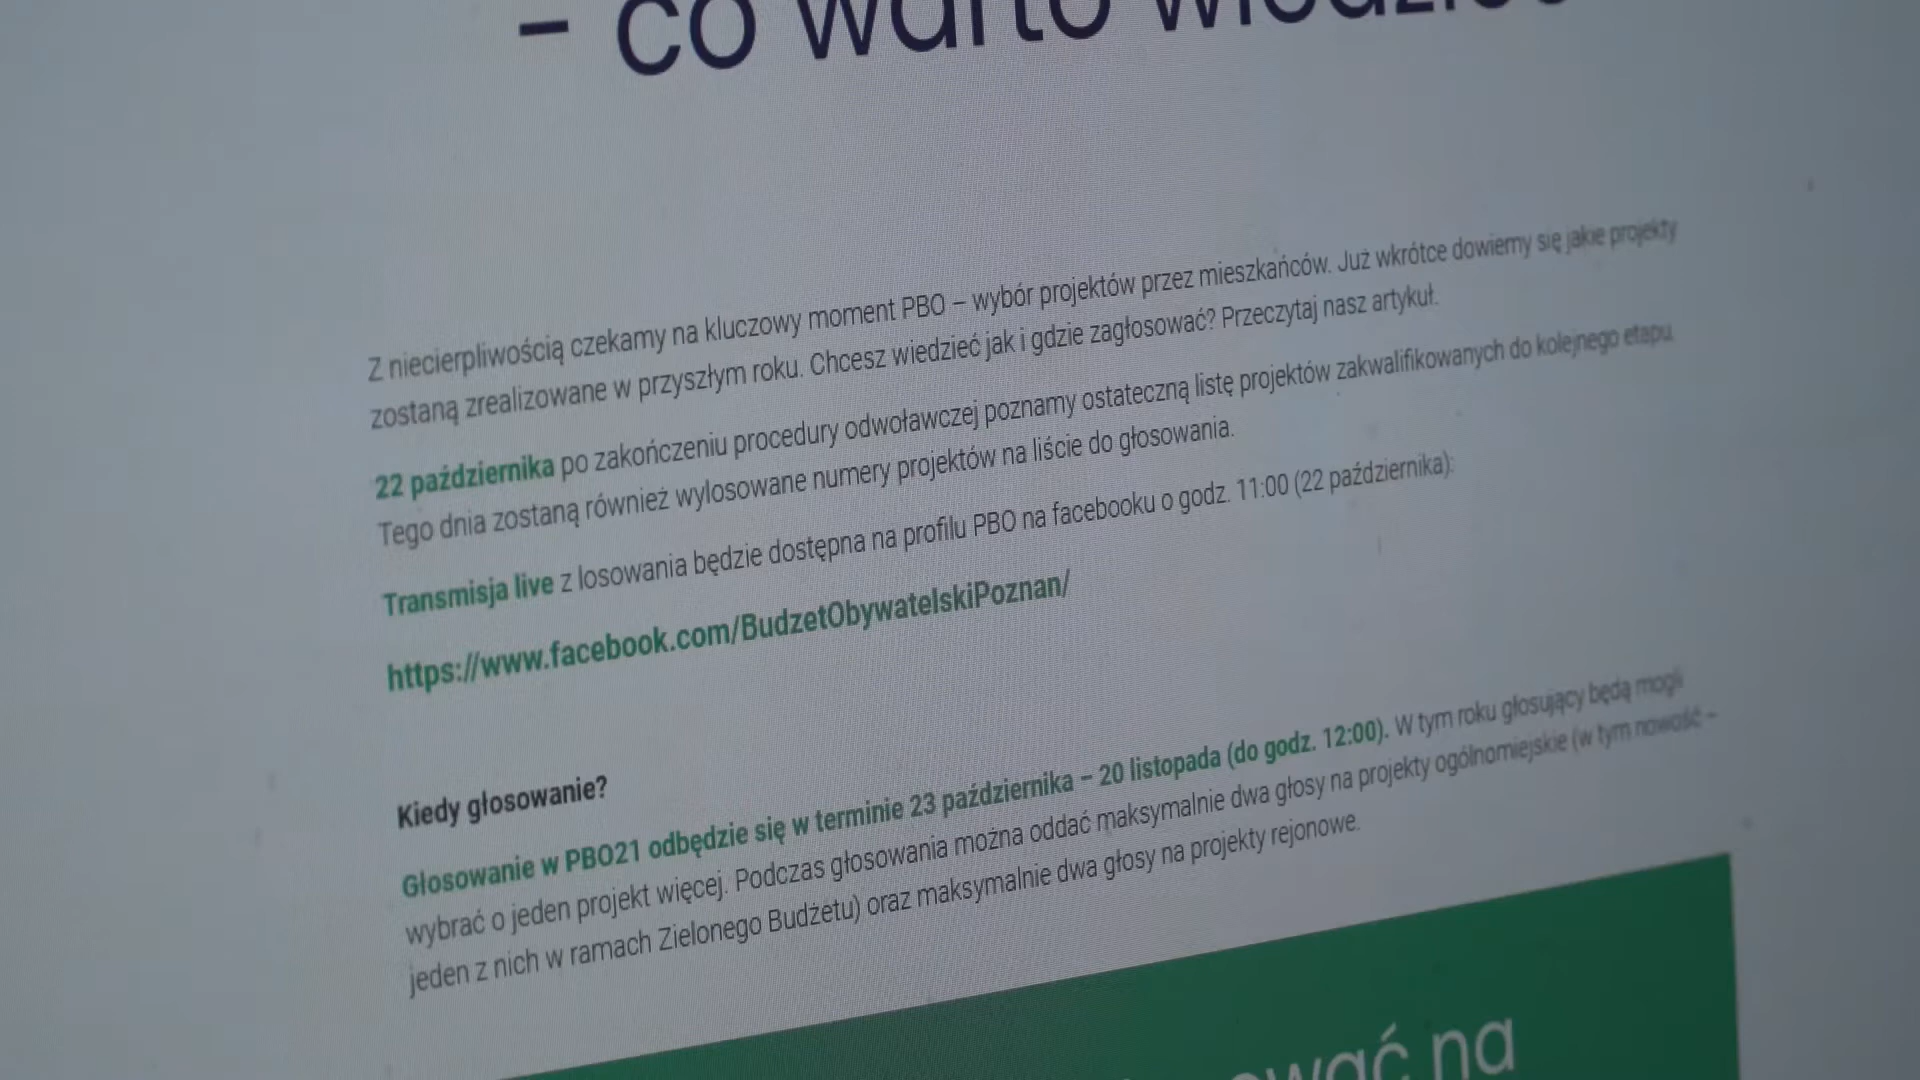 – co warto wiedzieć
Z niecierpliwością czekamy na kluczowy moment PBO – wybór projektów przez mieszkańców. Już wkrótce dowiemy się jakie projekty
zostaną zrealizowane w przyszłym roku. Chcesz wiedzieć jak i gdzie zagłosować? Przeczytaj nasz artykuł.
22 października po zakończeniu procedury odwoławczej poznamy ostateczną listę projektów zakwalifikowanych do kolejnego etapu.
Tego dnia zostaną również wylosowane numery projektów na liście do głosowania.
Transmisja live z losowania będzie dostępna na profilu PBO na facebooku o godz. 11:00 (22 października):
https://www.facebook.com/BudzetObywatelskiPoznan/
Kiedy głosowanie?
Głosowanie w PBO21 odbędzie się w terminie 23 października – 20 listopada (do godz. 12:00). W tym roku głosujący będą mogli
wybrać o jeden projekt więcej. Podczas głosowania można oddać maksymalnie dwa głosy na projekty ogólnomiejskie (w tym nowość –
jeden z nich w ramach Zielonego Budżetu) oraz maksymalnie dwa głosy na projekty rejonowe.
na